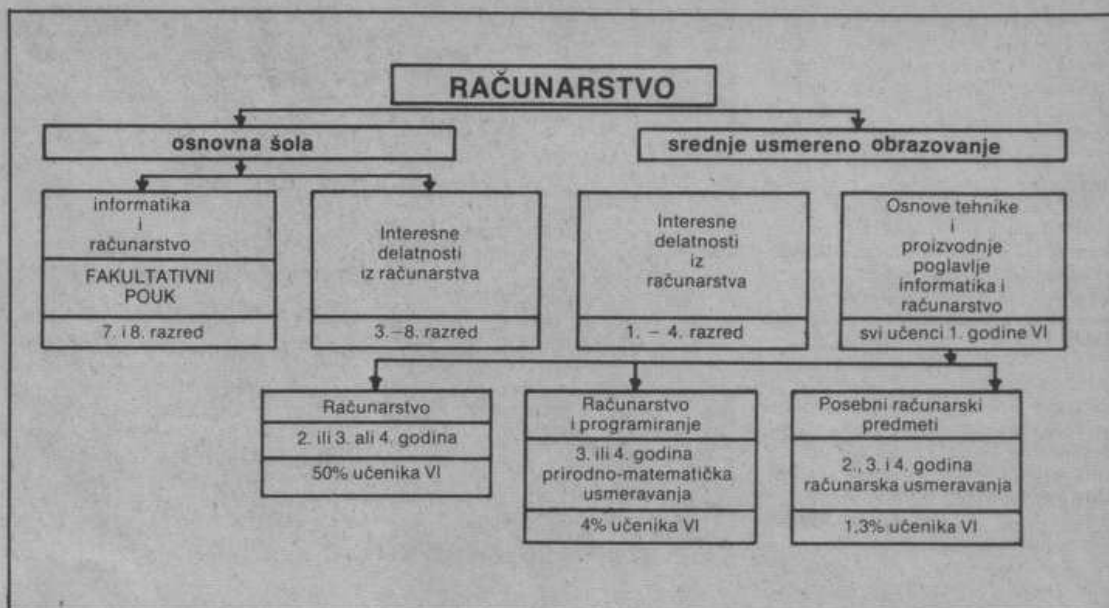 RAČUNARSTVO
osnovna šola
srednje usmereno obrazovanje
informatika
i
računarstvo
FAKULTATIVNI
POUK
7. i 8. razred
Interesne
delatnosti
iz računarstva
3.–8. razred
Interesne
delatnosti
iz
računarstva
1. – 4. razred
Osnove tehnike
i
proizvodnje
poglavlje
informatika i
računarstvo
svi učenci 1. godine VI
Računarstvo
2. ili 3. ali 4. godina
50% učenika VI
Računarstvo
i programiranje
3. ili 4. godina
prirodno-matematička
usmeravanja
4% učenika VI
Posebni računarski
predmeti
2., 3. i 4. godina
računarska usmeravanja
1,3% učenika VI